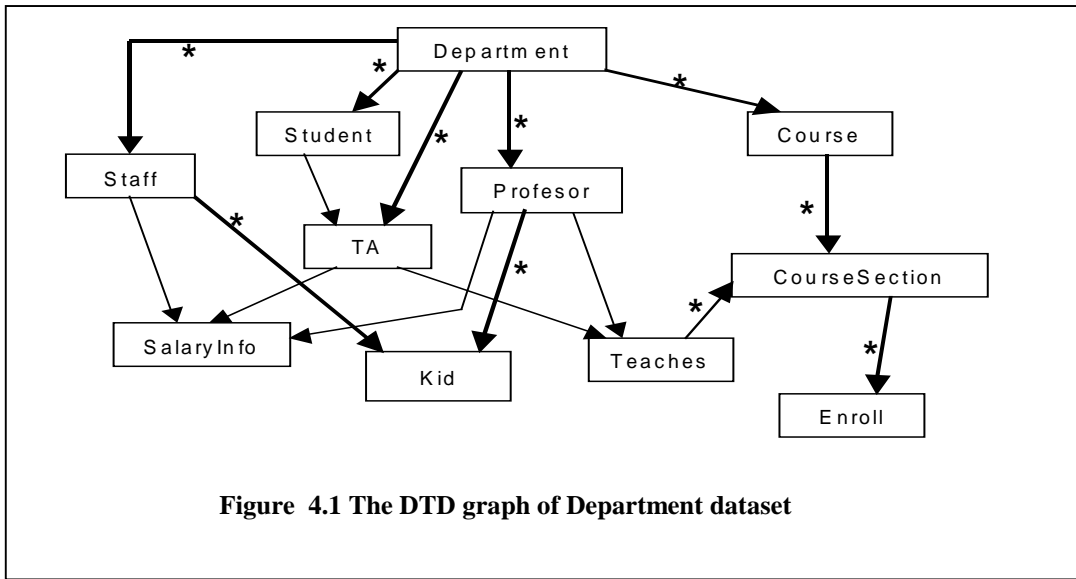 Department
*
*
*
*
*
Student
Course
Staff
Profesor
*
*
TA
*
CourseSection
*
SalaryInfo
Kid
Teaches
*
Enroll
Figure 4.1 The DTD graph of Department dataset